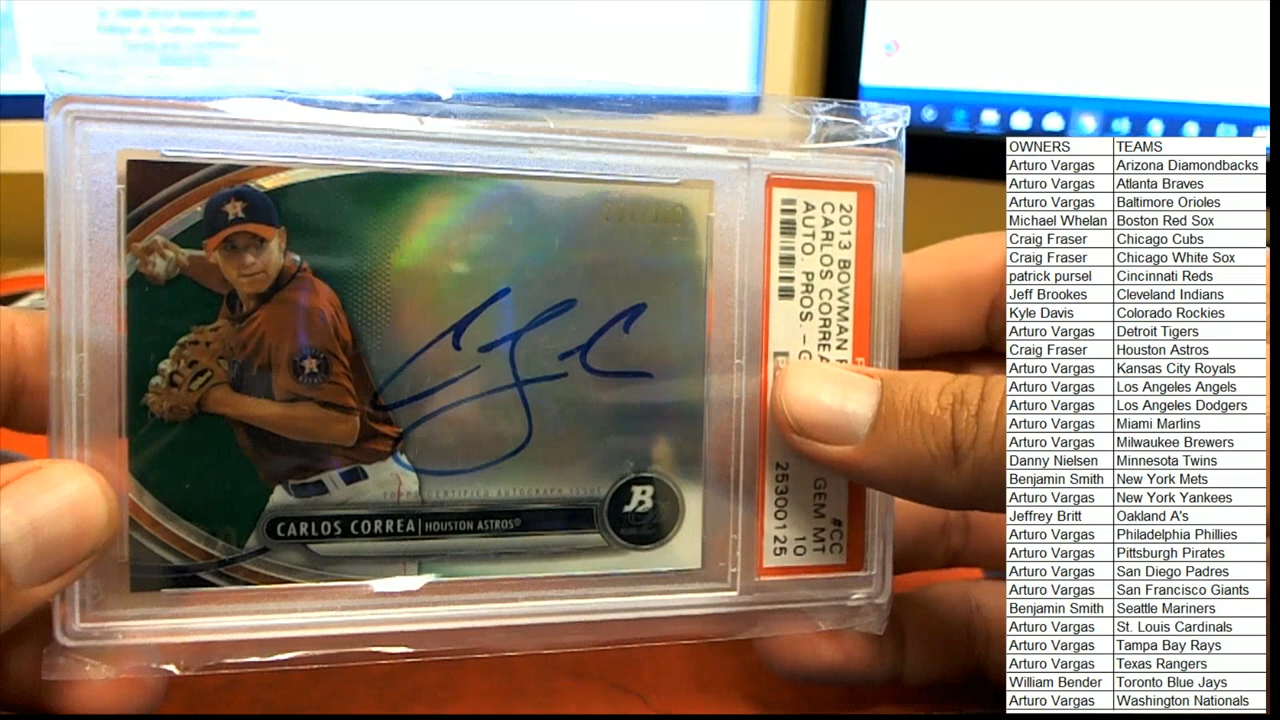 2013 BOWMAN
CARLOS CORREA
AUTO. PROS. - G
#CC
GEM MT
10
25300125
TOPPS CERTIFIED AUTOGRAPH ISSUE
B
CARLOS CORREA | HOUSTON ASTROS®
OWNERS TEAMS
Arturo Vargas Arizona Diamondbacks
Arturo Vargas Atlanta Braves
Arturo Vargas Baltimore Orioles
Michael Whelan Boston Red Sox
Craig Fraser Chicago Cubs
Craig Fraser Chicago White Sox
patrick pursel Cincinnati Reds
Jeff Brookes Cleveland Indians
Kyle Davis Colorado Rockies
Arturo Vargas Detroit Tigers
Craig Fraser Houston Astros
Arturo Vargas Kansas City Royals
Arturo Vargas Los Angeles Angels
Arturo Vargas Los Angeles Dodgers
Arturo Vargas Miami Marlins
Arturo Vargas Milwaukee Brewers
Danny Nielsen Minnesota Twins
Benjamin Smith New York Mets
Arturo Vargas New York Yankees
Jeffrey Britt Oakland A's
Arturo Vargas Philadelphia Phillies
Arturo Vargas Pittsburgh Pirates
Arturo Vargas San Diego Padres
Arturo Vargas San Francisco Giants
Benjamin Smith Seattle Mariners
Arturo Vargas St. Louis Cardinals
Arturo Vargas Tampa Bay Rays
Arturo Vargas Texas Rangers
William Bender Toronto Blue Jays
Arturo Vargas Washington Nationals